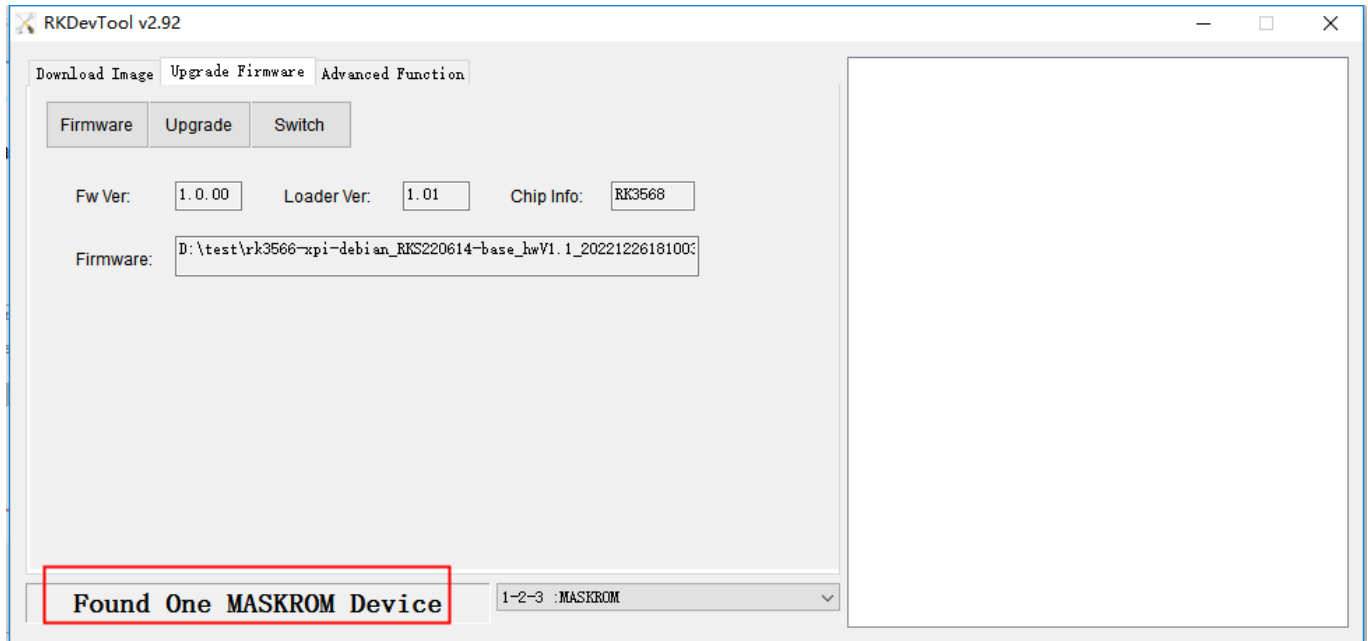 RKDevTool v2.92
Download Image Upgrade Firmware Advanced Function
Firmware Upgrade Switch
Fw Ver: 1.0.00 Loader Ver: 1.01 Chip Info: RK3568
Firmware: D:\test\rk3566-xpi-debian_RKS220614-base_hwV1.1_20221226181003
Found One MASKROM Device 1-2-3 :MASKROM